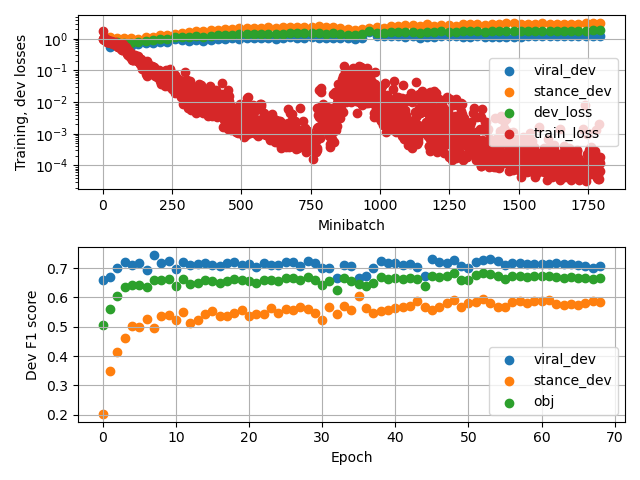 Training, dev losses
10⁰
10⁻¹
10⁻²
10⁻³
10⁻⁴
viral_dev
stance_dev
dev_loss
train_loss
0 250 500 750 1000 1250 1500 1750
Minibatch
Dev F1 score
0.7
0.6
0.5
0.4
0.3
0.2
viral_dev
stance_dev
obj
0 10 20 30 40 50 60 70
Epoch